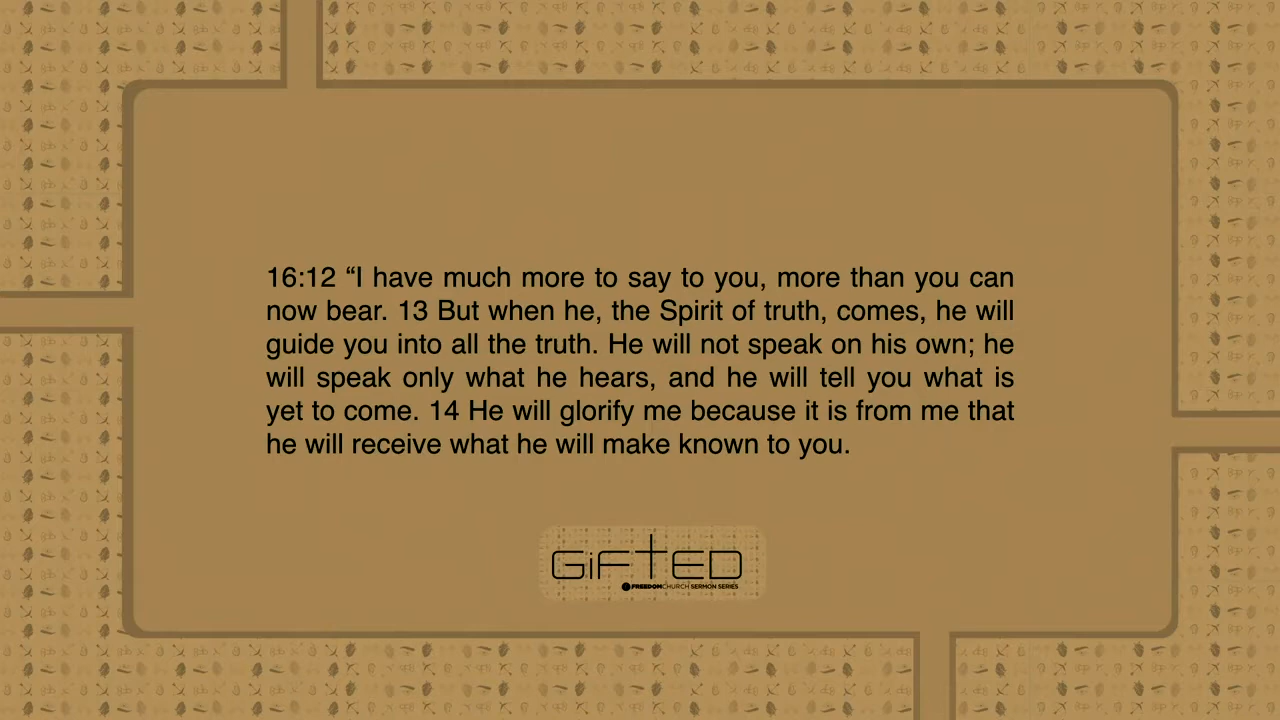 16:12 “I have much more to say to you, more than you can
now bear. 13 But when he, the Spirit of truth, comes, he will
guide you into all the truth. He will not speak on his own; he
will speak only what he hears, and he will tell you what is
yet to come. 14 He will glorify me because it is from me that
he will receive what he will make known to you.
GiFtED
FREEDOMCHURCH SERMON SERIES